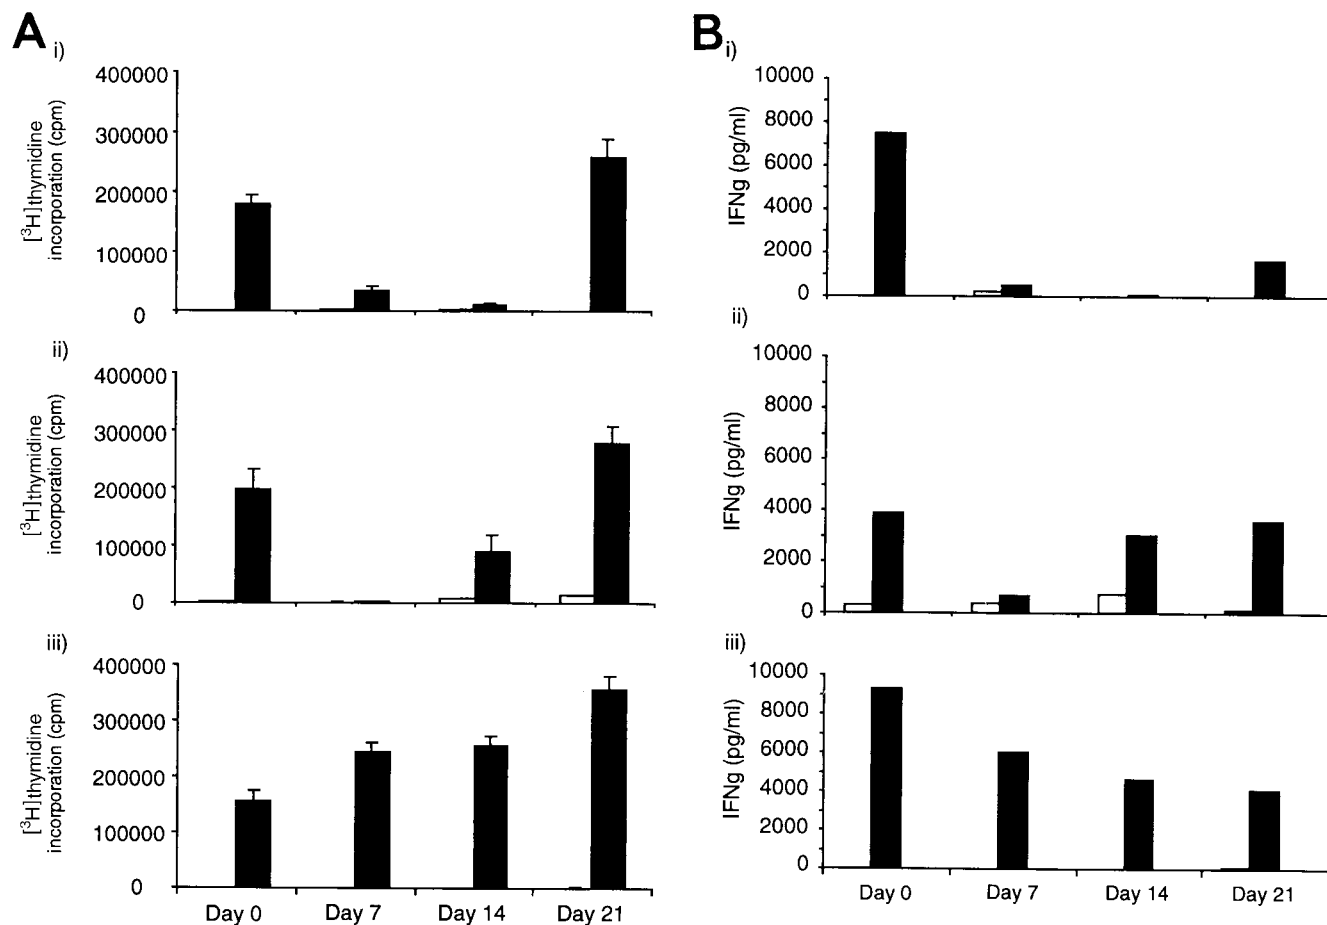 A i)
400000
300000
200000
100000
0
[³H]thymidine
incorporation (cpm)
ii)
400000
300000
200000
100000
0
[³H]thymidine
incorporation (cpm)
iii)
400000
300000
200000
100000
0
[³H]thymidine
incorporation (cpm)
Day 0 Day 7 Day 14 Day 21
B i)
10000
8000
6000
4000
2000
0
IFNg (pg/ml)
ii)
10000
8000
6000
4000
2000
0
IFNg (pg/ml)
iii)
10000
8000
6000
4000
2000
0
IFNg (pg/ml)
Day 0 Day 7 Day 14 Day 21